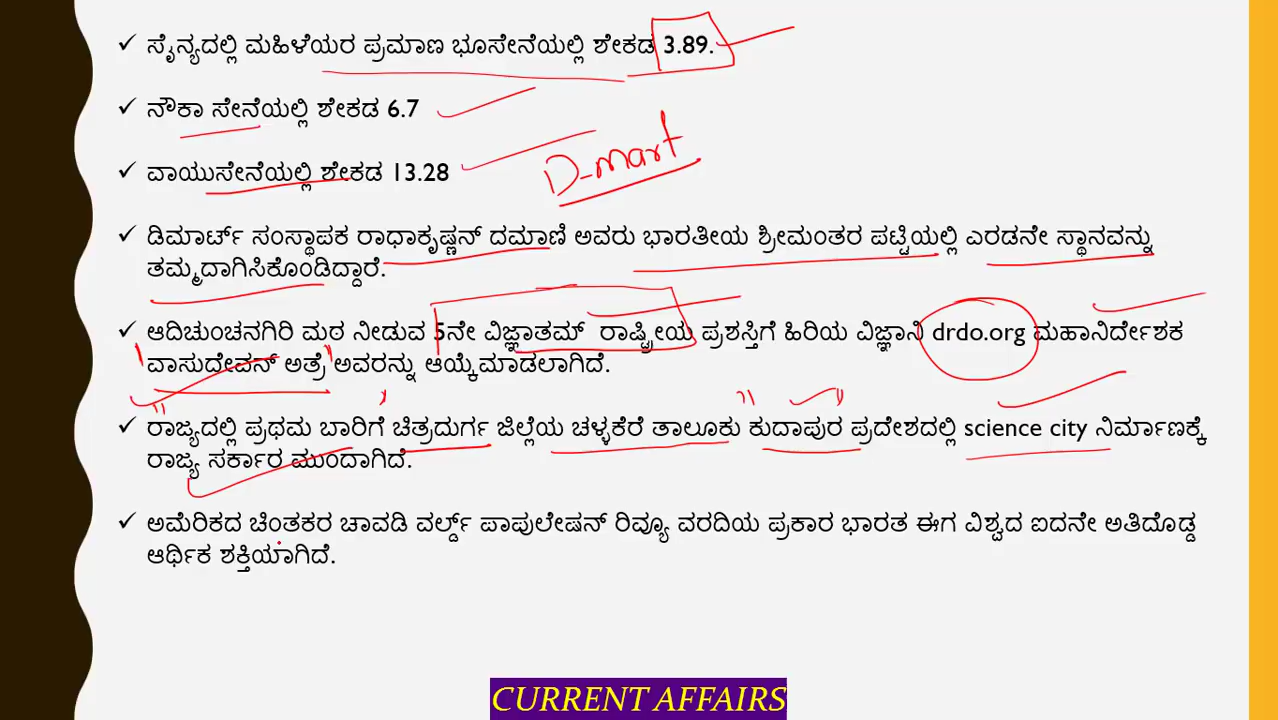 ಸೈನ್ಯದಲ್ಲಿ ಮಹಿಳೆಯರ ಪ್ರಮಾಣ ಭೂಸೇನೆಯಲ್ಲಿ ಶೇಕಡ 3.89.
ನೌಕಾ ಸೇನೆಯಲ್ಲಿ ಶೇಕಡ 6.7
D-mart
ವಾಯುಸೇನೆಯಲ್ಲಿ ಶೇಕಡ 13.28
ಡಿಮಾರ್ಟ್ ಸಂಸ್ಥಾಪಕ ರಾಧಾಕೃಷ್ಣನ್ ದಮಾಣಿ ಅವರು ಭಾರತೀಯ ಶ್ರೀಮಂತರ ಪಟ್ಟಿಯಲ್ಲಿ ಎರಡನೇ ಸ್ಥಾನವನ್ನು
ತಮ್ಮದಾಗಿಸಿಕೊಂಡಿದ್ದಾರೆ.
ಆದಿಚುಂಚನಗಿರಿ ಮಠ ನೀಡುವ 5ನೇ ವಿಜ್ಞಾತಮ್ ರಾಷ್ಟ್ರೀಯ ಪ್ರಶಸ್ತಿಗೆ ಹಿರಿಯ ವಿಜ್ಞಾನಿ drdo.org ಮಹಾನಿರ್ದೇಶಕ
ವಾಸುದೇವನ್ ಅತ್ರೆ ಅವರನ್ನು ಆಯ್ಕೆಮಾಡಲಾಗಿದೆ.
ರಾಜ್ಯದಲ್ಲಿ ಪ್ರಥಮ ಬಾರಿಗೆ ಚಿತ್ರದುರ್ಗ ಜಿಲ್ಲೆಯ ಚಳ್ಳಕೆರೆ ತಾಲೂಕು ಕುದಾಪುರ ಪ್ರದೇಶದಲ್ಲಿ science city ನಿರ್ಮಾಣಕ್ಕೆ
ರಾಜ್ಯ ಸರ್ಕಾರ ಮುಂದಾಗಿದೆ.
ಅಮೆರಿಕದ ಚಿಂತಕರ ಚಾವಡಿ ವರ್ಲ್ಡ್ ಪಾಪುಲೇಷನ್ ರಿವ್ಯೂ ವರದಿಯ ಪ್ರಕಾರ ಭಾರತ ಈಗ ವಿಶ್ವದ ಐದನೇ ಅತಿದೊಡ್ಡ
ಆರ್ಥಿಕ ಶಕ್ತಿಯಾಗಿದೆ.
CURRENT AFFAIRS